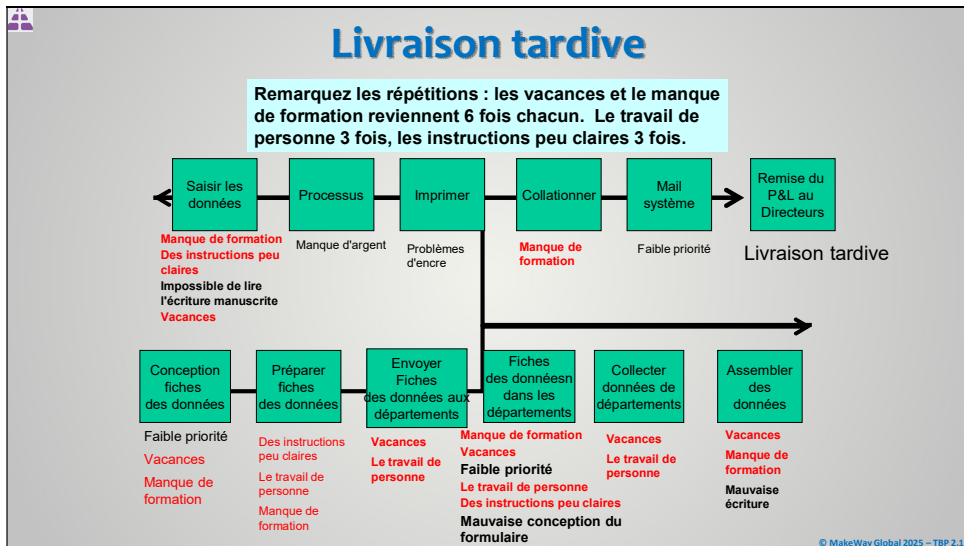 Livraison tardive
Remarquez les répétitions : les vacances et le manque
de formation reviennent 6 fois chacun. Le travail de
personne 3 fois, les instructions peu claires 3 fois.
Saisir les
données
Processus
Imprimer
Collationner
Mail
système
Remise du
P&L au
Directeurs
Manque de formation
Des instructions peu
claires
Impossible de lire
l'écriture manuscrite
Vacances
Manque d'argent
Problèmes
d'encre
Manque de
formation
Faible priorité
Livraison tardive
Conception
fiches
des données
Préparer
fiches
des données
Envoyer
Fiches
des données aux
départements
Fiches
des donnéesn
dans les
départements
Collecter
données de
départements
Assembler
des
données
Faible priorité
Vacances
Manque de
formation
Des instructions
peu claires
Le travail de
personne
Manque de
formation
Vacances
Le travail de
personne
Manque de formation
Vacances
Faible priorité
Le travail de personne
Des instructions peu claires
Mauvaise conception du
formulaire
Vacances
Le travail de
personne
Vacances
Manque de
formation
Mauvaise
écriture
© MakeWay Global 2025 – TBP 2.1